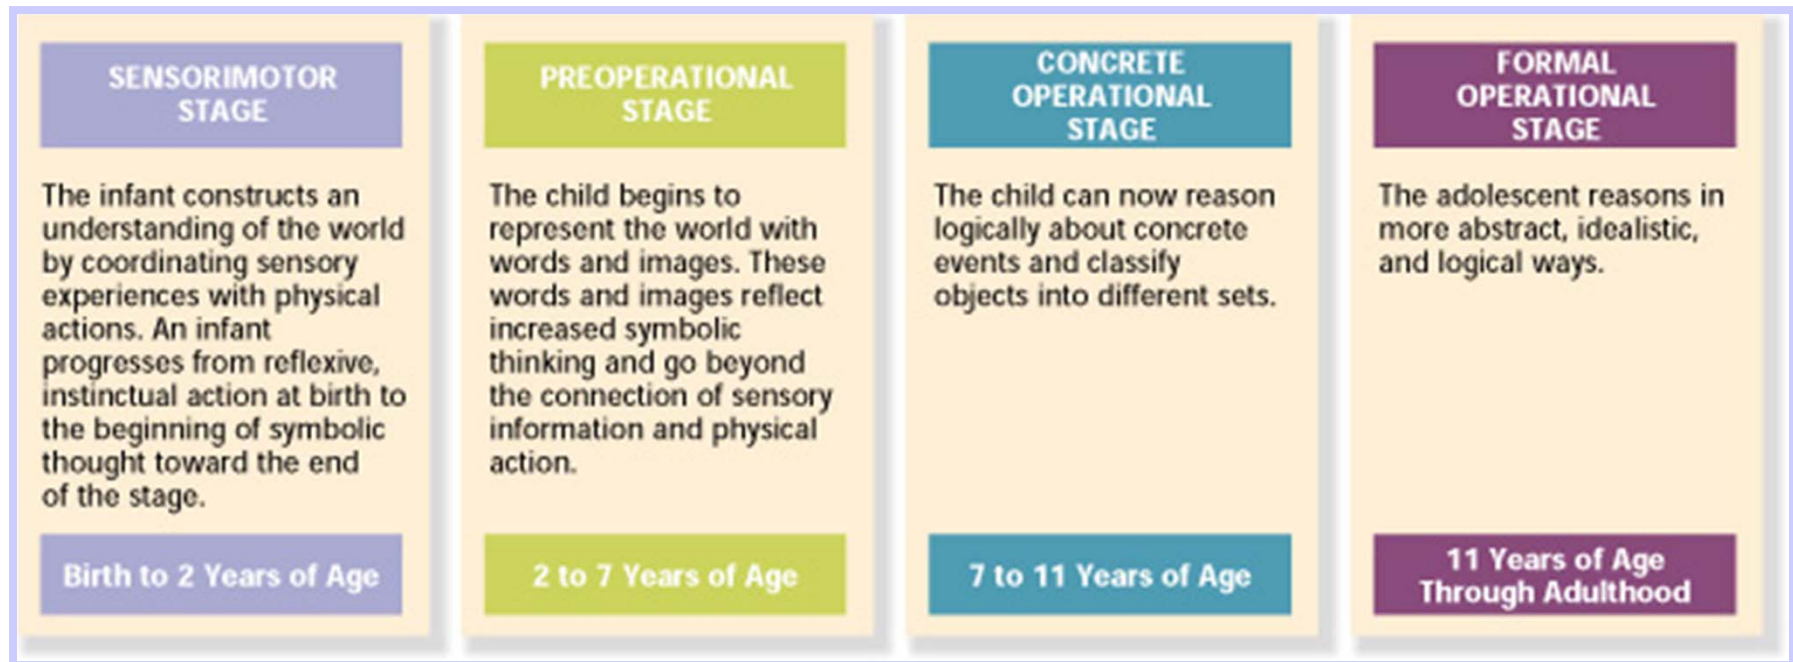 SENSORIMOTOR
STAGE
The infant constructs an
understanding of the world
by coordinating sensory
experiences with physical
actions. An infant
progresses from reflexive,
instinctual action at birth to
the beginning of symbolic
thought toward the end
of the stage.
Birth to 2 Years of Age
PREOPERATIONAL
STAGE
The child begins to
represent the world with
words and images. These
words and images reflect
increased symbolic
thinking and go beyond
the connection of sensory
information and physical
action.
2 to 7 Years of Age
CONCRETE
OPERATIONAL
STAGE
The child can now reason
logically about concrete
events and classify
objects into different sets.
7 to 11 Years of Age
FORMAL
OPERATIONAL
STAGE
The adolescent reasons in
more abstract, idealistic,
and logical ways.
11 Years of Age
Through Adulthood